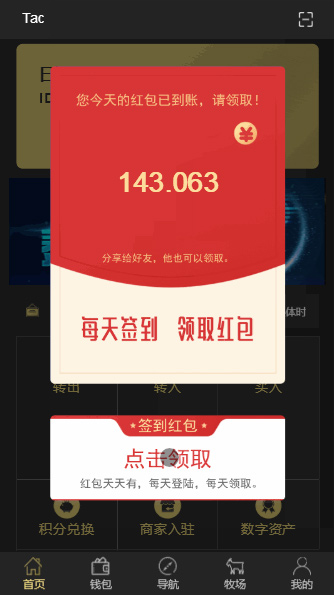 Tac
您今天的红包已到账，请领取！
143.063
分享给好友，他也可以领取。
每天签到 领取红包
体时
转出 转入 买入
签到红包
点击领取
红包天天有，每天登陆，每天领取。
积分兑换 商家入驻 数字资产
首页 钱包 导航 牧场 我的